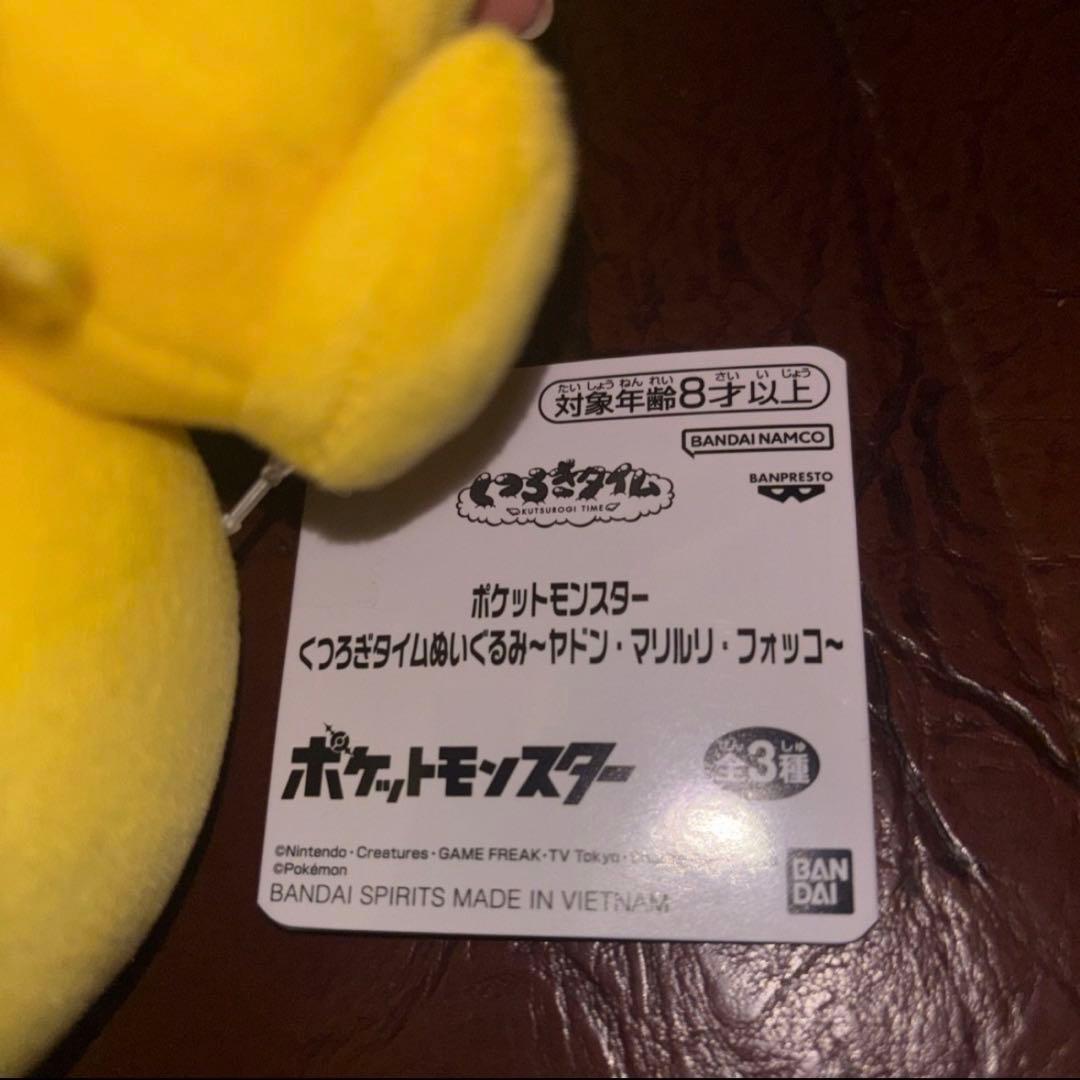 たいしょうねんれい さい い じょう
対象年齢8才以上
BANDAI NAMCO
くつろぎタイム
KUTSUROGI TIME
BANPRESTO
ポケットモンスター
くつろぎタイムぬいぐるみ~ヤドン・マリルリ・フォッコ~
ポケットモンスター
ぜん しゅ
全3種
©Nintendo・Creatures・GAME FREAK・TV Tokyo・
©Pokémon
BANDAI SPIRITS MADE IN VIETNAM
BAN
DAI